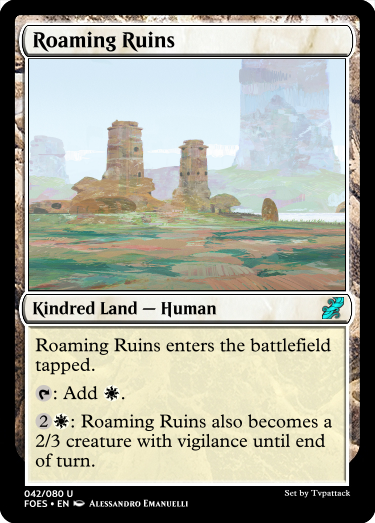 Roaming Ruins
Kindred Land — Human
Roaming Ruins enters the battlefield
tapped.
: Add .
2 : Roaming Ruins also becomes a
2/3 creature with vigilance until end
of turn.
042/080 U
FOES • EN Alessandro Emanuelli
Set by Tvpattack